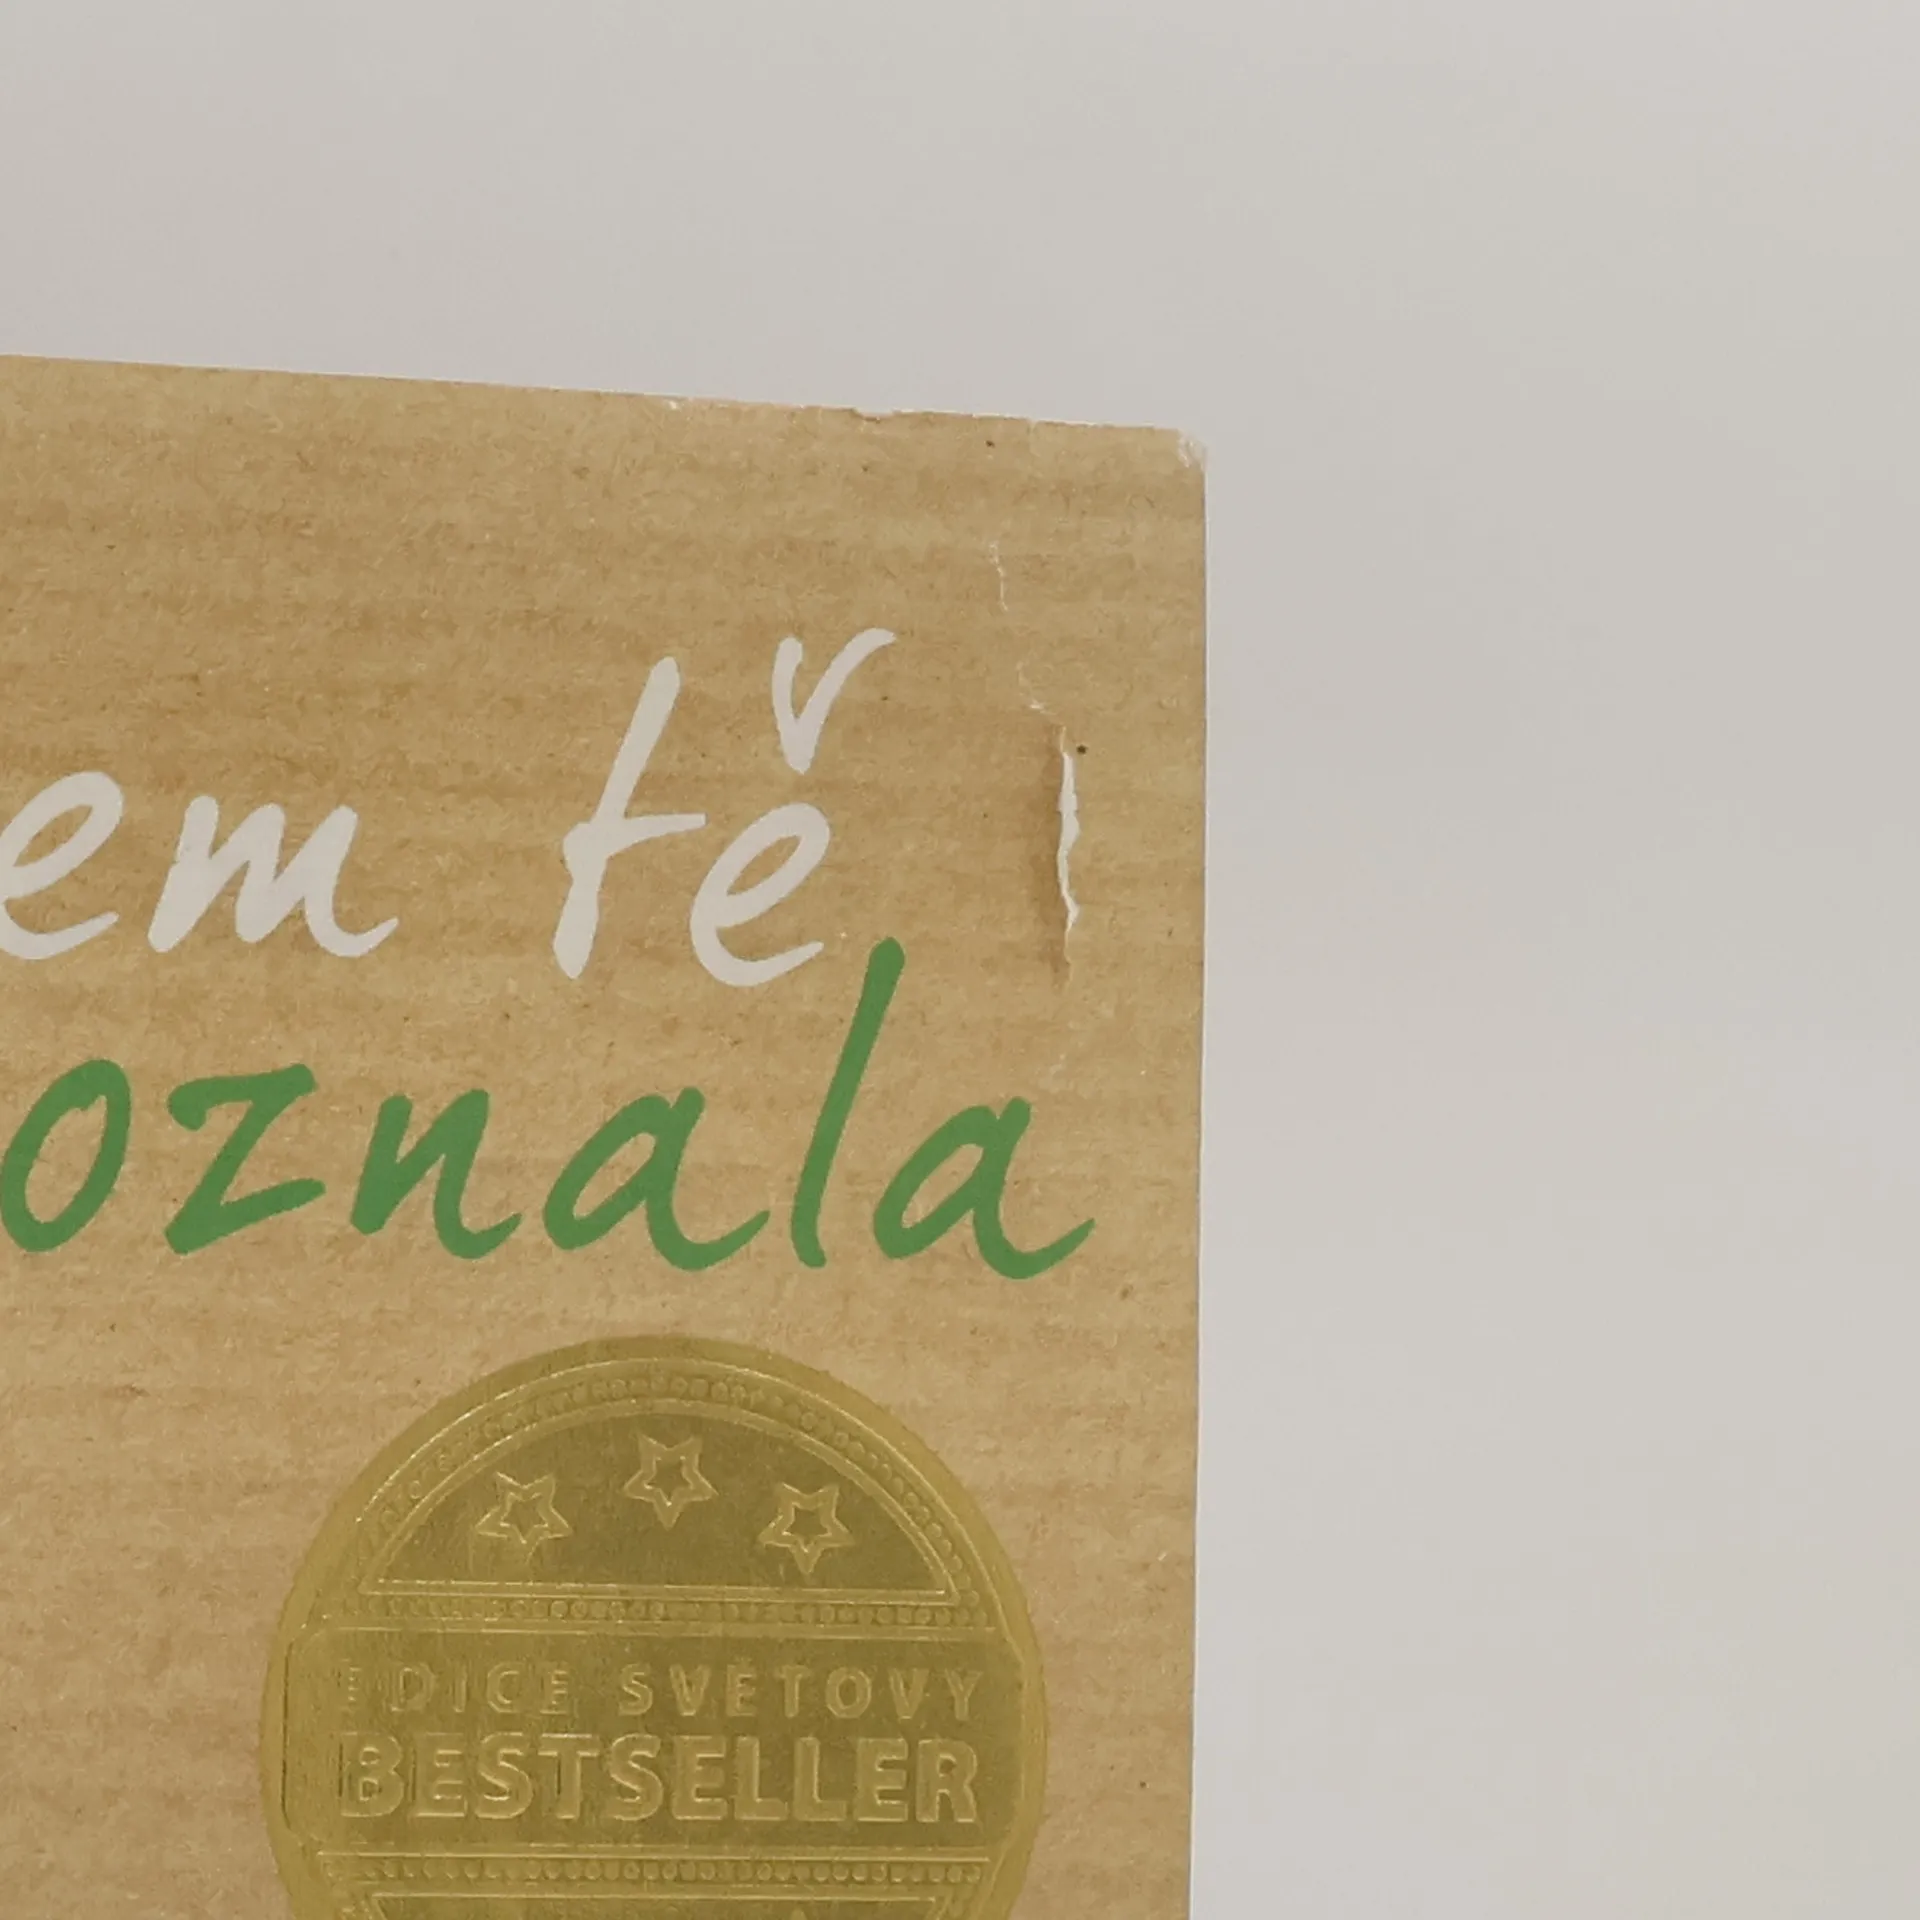 em tě
oznala
EDICE SVĚTOVÝ
BESTSELLER